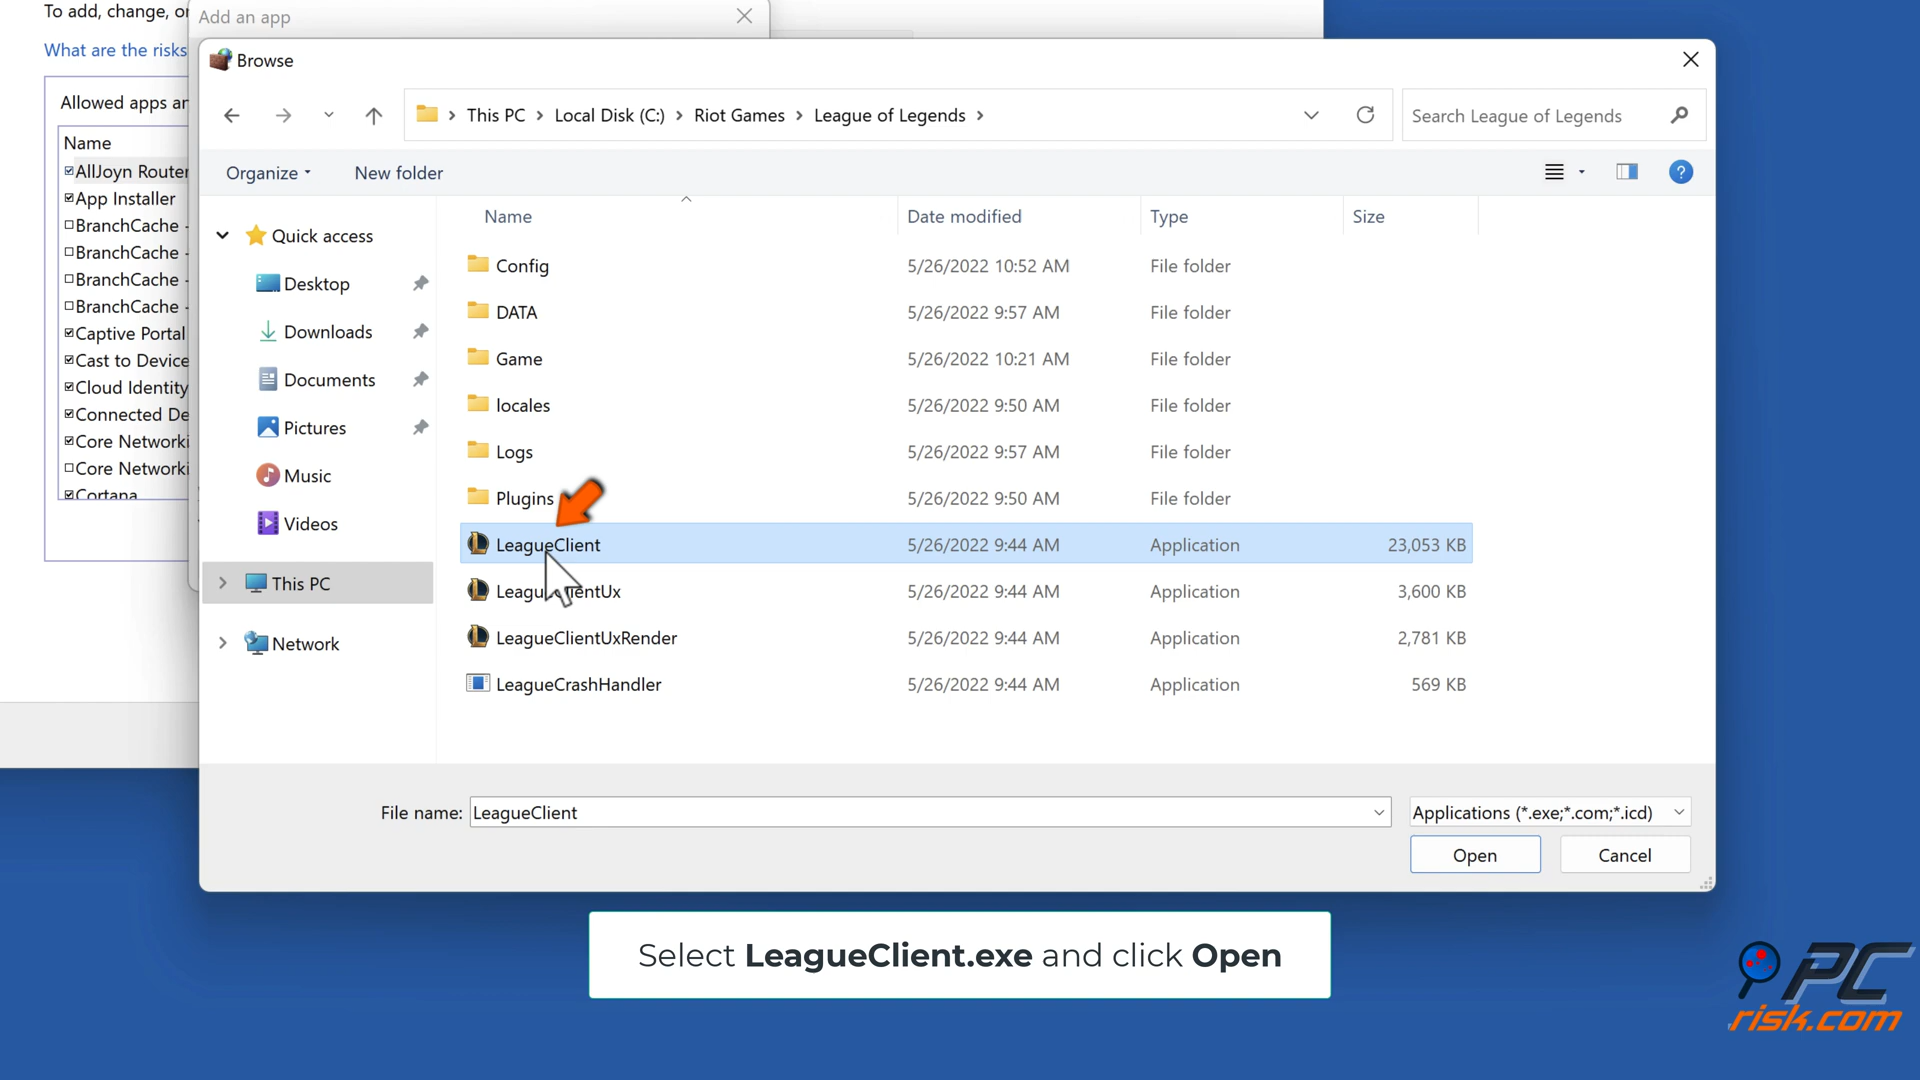 To add, change, or
What are the risks
Allowed apps an
Name
AllJoyn Router
App Installer
BranchCache -
BranchCache -
BranchCache -
BranchCache -
Captive Portal
Cast to Device
Cloud Identity
Connected De
Core Networki
Core Networki
Cortana
Add an app
Browse
This PC
Local Disk (C:)
Riot Games
League of Legends
Search League of Legends
Organize
New folder
?
Quick access
Desktop
Downloads
Documents
Pictures
Music
Videos
This PC
Network
Name Date modified Type Size
Config 5/26/2022 10:52 AM File folder
DATA 5/26/2022 9:57 AM File folder
Game 5/26/2022 10:21 AM File folder
locales 5/26/2022 9:50 AM File folder
Logs 5/26/2022 9:57 AM File folder
Plugins 5/26/2022 9:50 AM File folder
LeagueClient 5/26/2022 9:44 AM Application 23,053 KB
LeagueClientUx 5/26/2022 9:44 AM Application 3,600 KB
LeagueClientUxRender 5/26/2022 9:44 AM Application 2,781 KB
LeagueCrashHandler 5/26/2022 9:44 AM Application 569 KB
File name: LeagueClient
Applications (*.exe;*.com;*.icd)
Open
Cancel
Select LeagueClient.exe and click Open
PC
risk.com